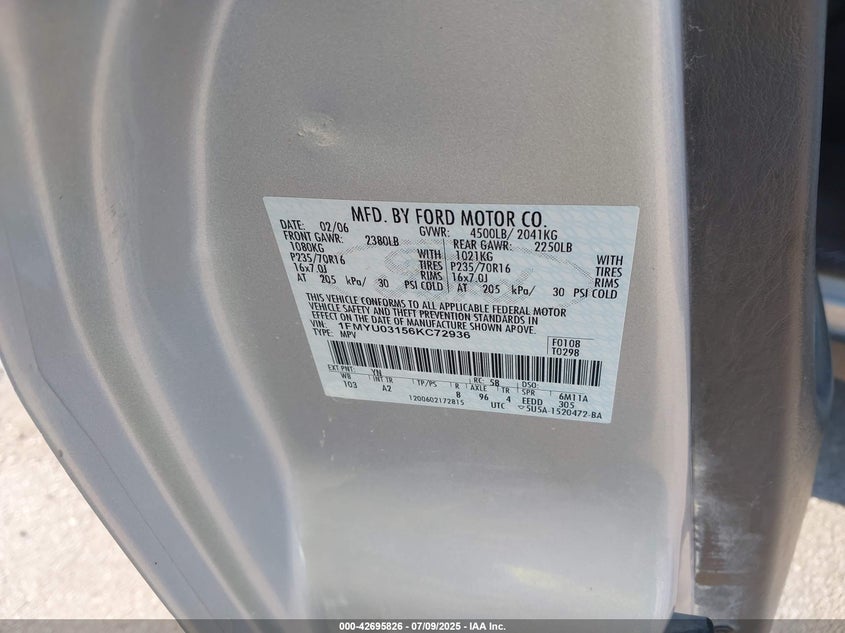 MFD. BY FORD MOTOR CO.
DATE: 02/06 GVWR: 4500LB/ 2041KG
FRONT GAWR: 2380LB REAR GAWR: 2250LB
1080KG WITH 1021KG WITH
P235/70R16 TIRES P235/70R16 TIRES
16x7.0J RIMS 16x7.0J RIMS
AT 205 kPa/ 30 PSI COLD AT 205 kPa/ 30 PSI COLD
THIS VEHICLE CONFORMS TO ALL APPLICABLE FEDERAL MOTOR
VEHICLE SAFETY AND THEFT PREVENTION STANDARDS IN
EFFECT ON THE DATE OF MANUFACTURE SHOWN ABOVE.
VIN: 1FMYU03156KC72936
TYPE: MPV
F0108
T0298
EXT PNT: YN RC: 5B DSO:
WB INT TR TP/PS R AXLE TR SPR 6M11A
103 A2 B 96 4 EEDD 305
1200602172815 UTC 5U5A-1520472-BA
000-42695826 - 07/09/2025 - IAA Inc.